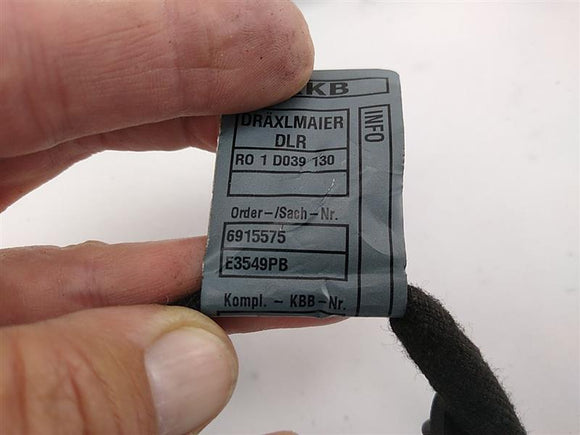 KB
DRÄXLMAIER
DLR
RO 1 D039 130
INFO
Order-/Sach-Nr.
6915575
E3549PB
Kompl. - KBB-Nr.